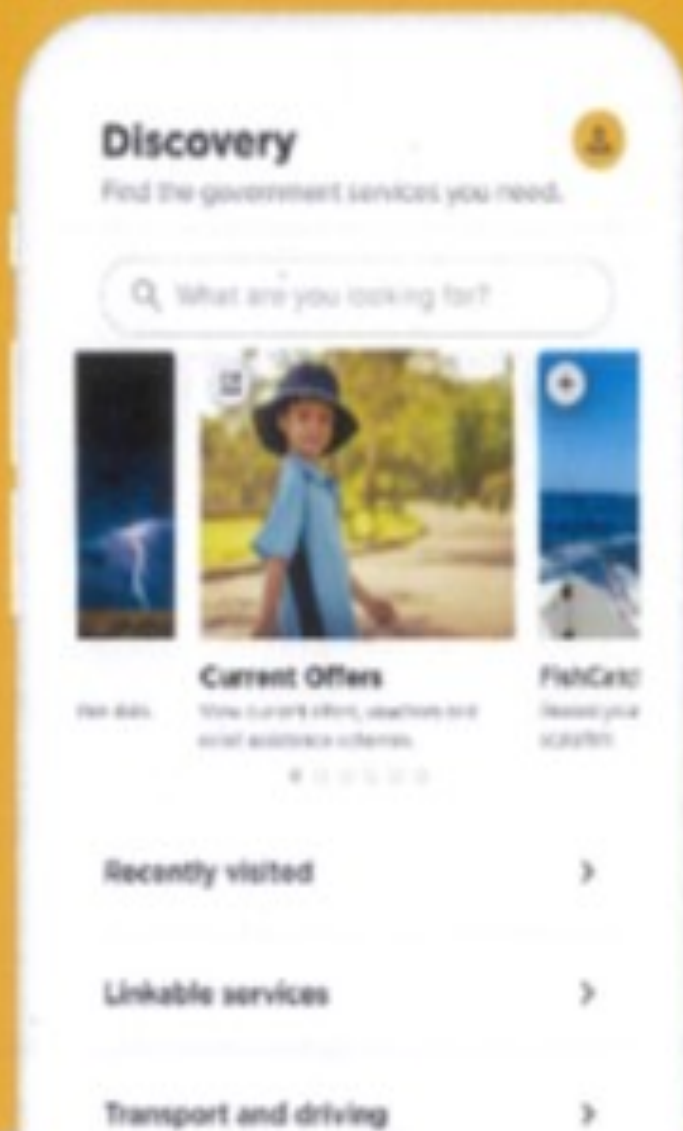 Discovery
Find the government services you need.
What are you looking for?
Current Offers
FishCatc
View current offers, vouchers and
Recently visited
Linkable services
Transport and driving